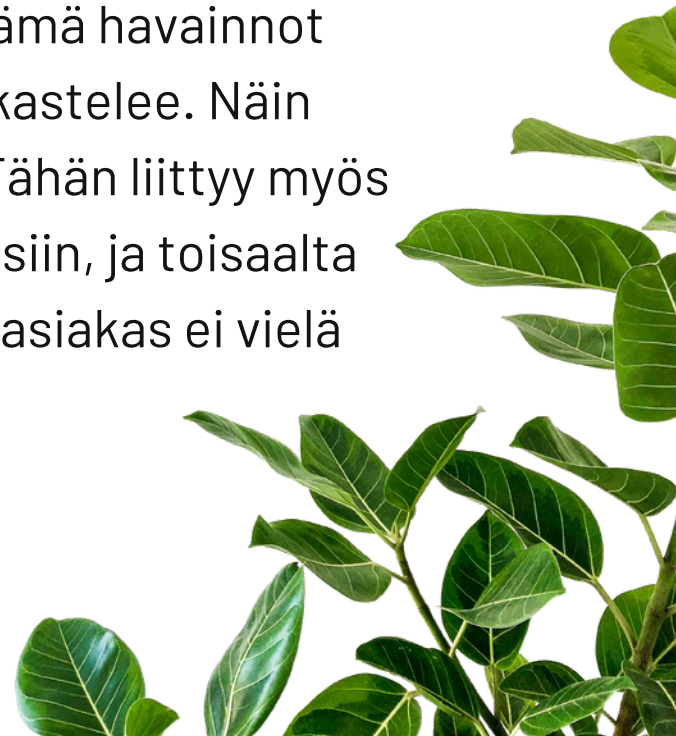 ämä havainnot
kastelee. Näin
Tähän liittyy myös
siin, ja toisaalta
asiakas ei vielä